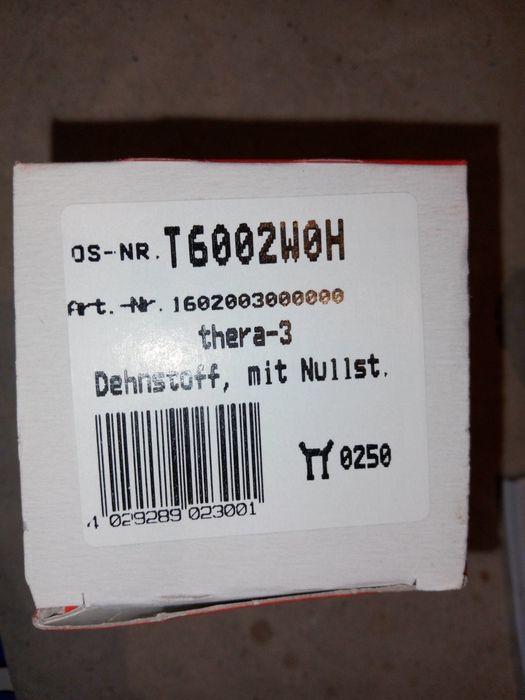 OS-NR. T6002W0H
Art.-Nr. 1602003000000
thera-3
Dehnstoff, mit Nullst.
0250
4 029289 023001